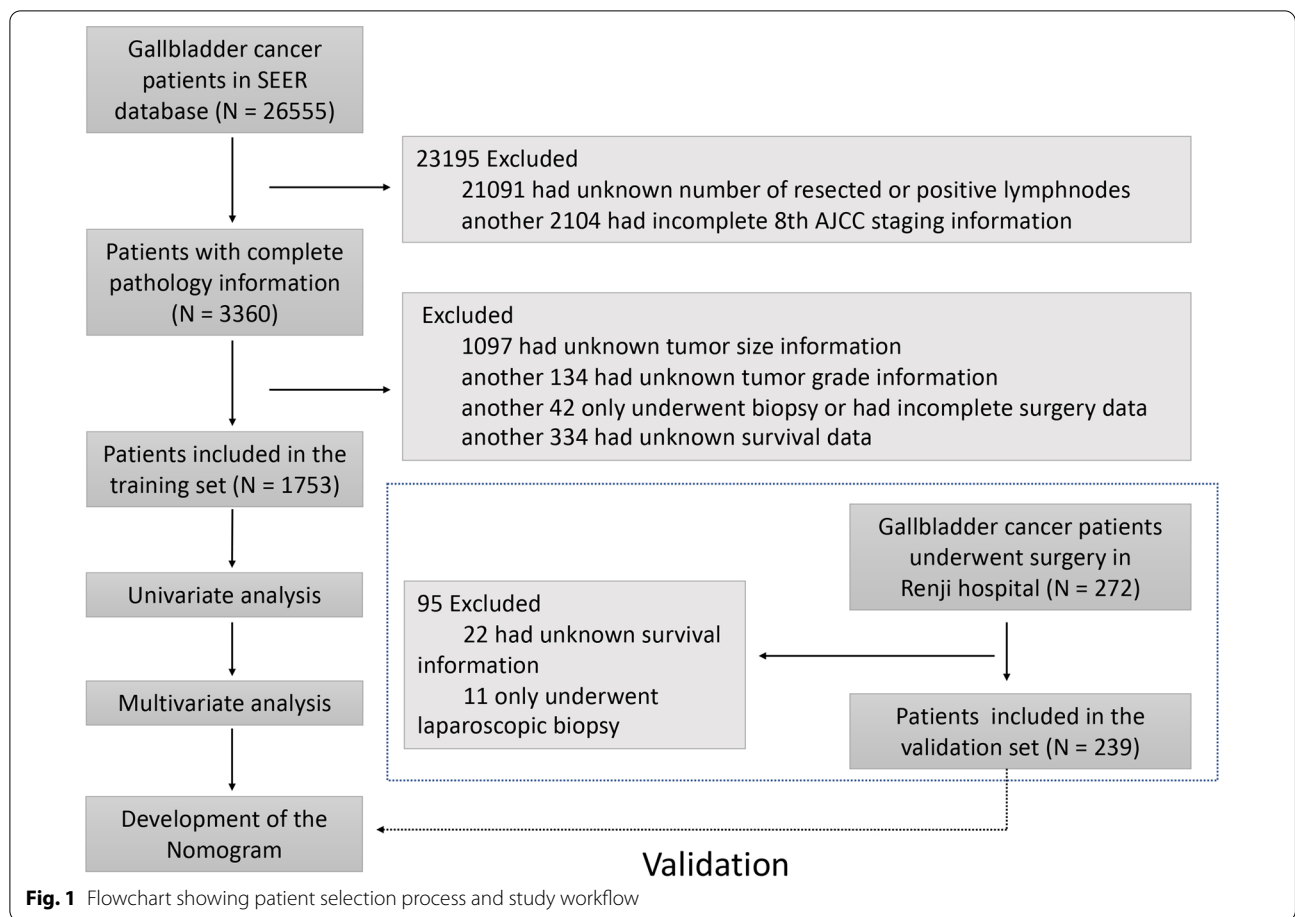 Gallbladder cancer
patients in SEER
database (N = 26555)
23195 Excluded
21091 had unknown number of resected or positive lymphnodes
another 2104 had incomplete 8th AJCC staging information
Patients with complete
pathology information
(N = 3360)
Excluded
1097 had unknown tumor size information
another 134 had unknown tumor grade information
another 42 only underwent biopsy or had incomplete surgery data
another 334 had unknown survival data
Patients included in the
training set (N = 1753)
Gallbladder cancer patients
underwent surgery in
Renji hospital (N = 272)
Univariate analysis
95 Excluded
22 had unknown survival
information
11 only underwent
laparoscopic biopsy
Multivariate analysis
Patients included in the
validation set (N = 239)
Development of the
Nomogram
Validation
Fig. 1 Flowchart showing patient selection process and study workflow